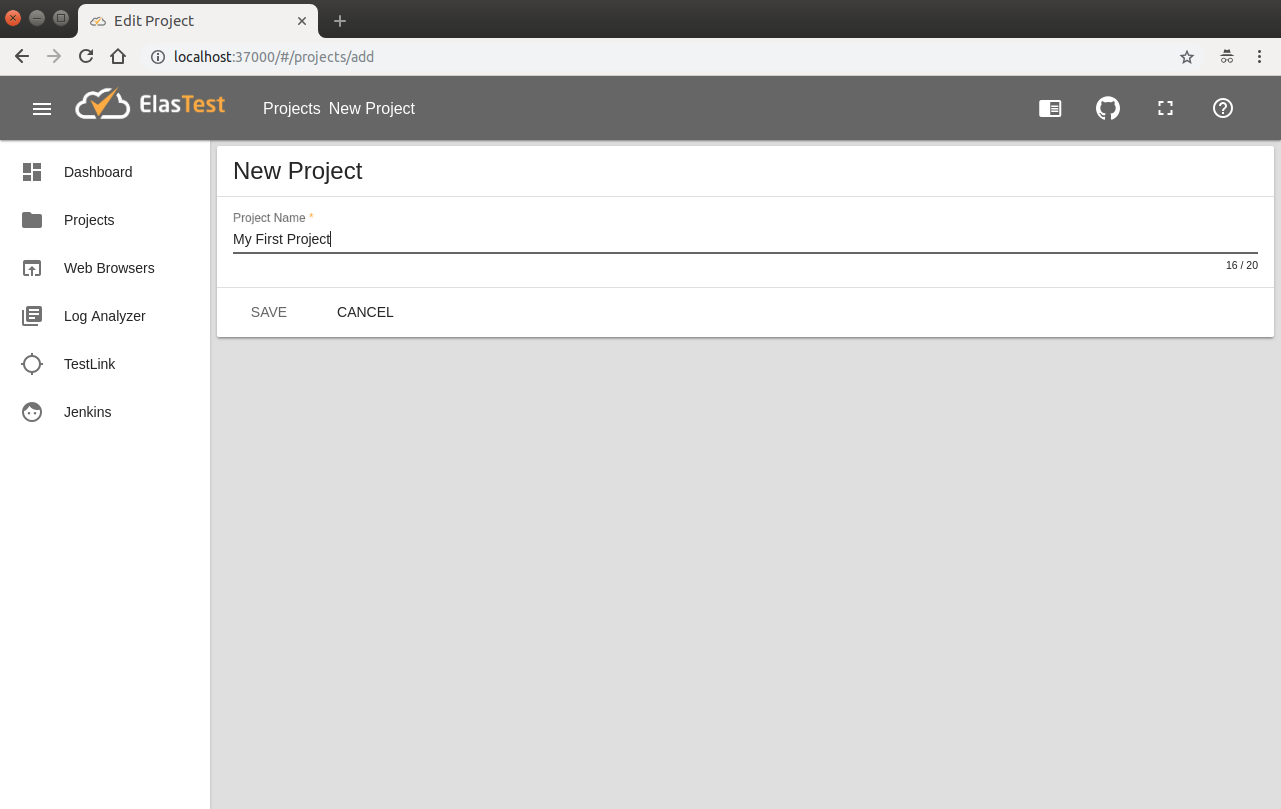 Edit Project
localhost:37000/#/projects/add
ElasTest
Projects New Project
Dashboard
Projects
Web Browsers
Log Analyzer
TestLink
Jenkins
New Project
Project Name *
My First Project
16 / 20
SAVE CANCEL